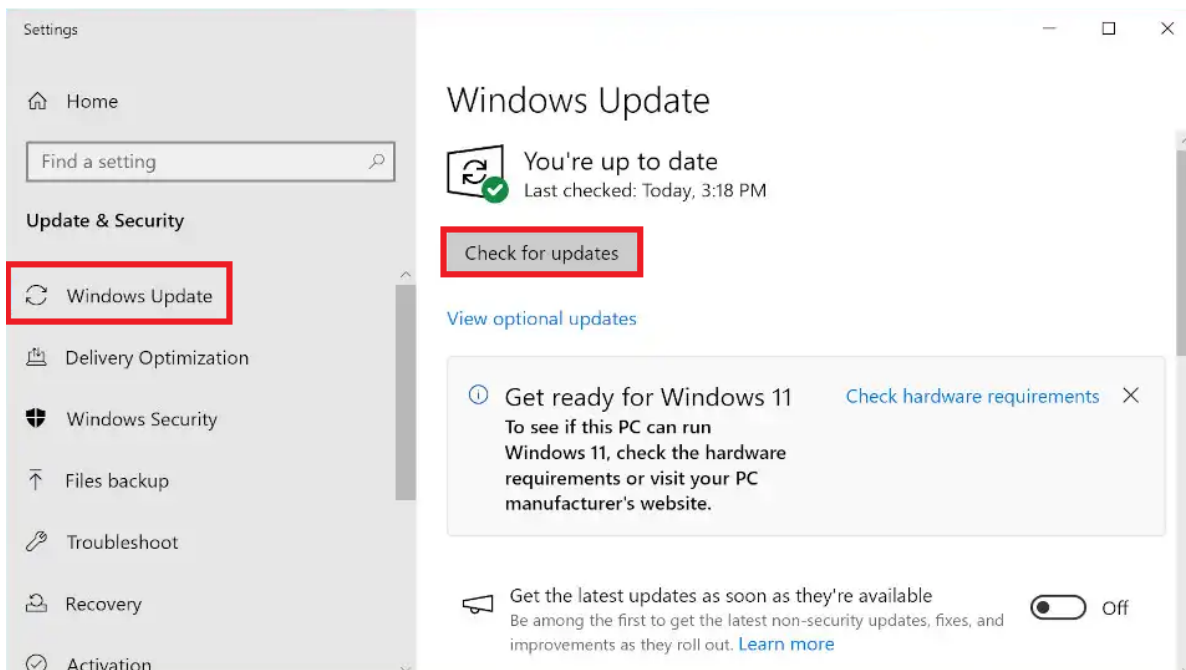 Settings
Home
Find a setting
Update & Security
Windows Update
Delivery Optimization
Windows Security
Files backup
Troubleshoot
Recovery
Activation
Windows Update
You're up to date
Last checked: Today, 3:18 PM
Check for updates
View optional updates
Get ready for Windows 11
Check hardware requirements
To see if this PC can run
Windows 11, check the hardware
requirements or visit your PC
manufacturer's website.
Get the latest updates as soon as they're available
Be among the first to get the latest non-security updates, fixes, and
improvements as they roll out. Learn more
Off